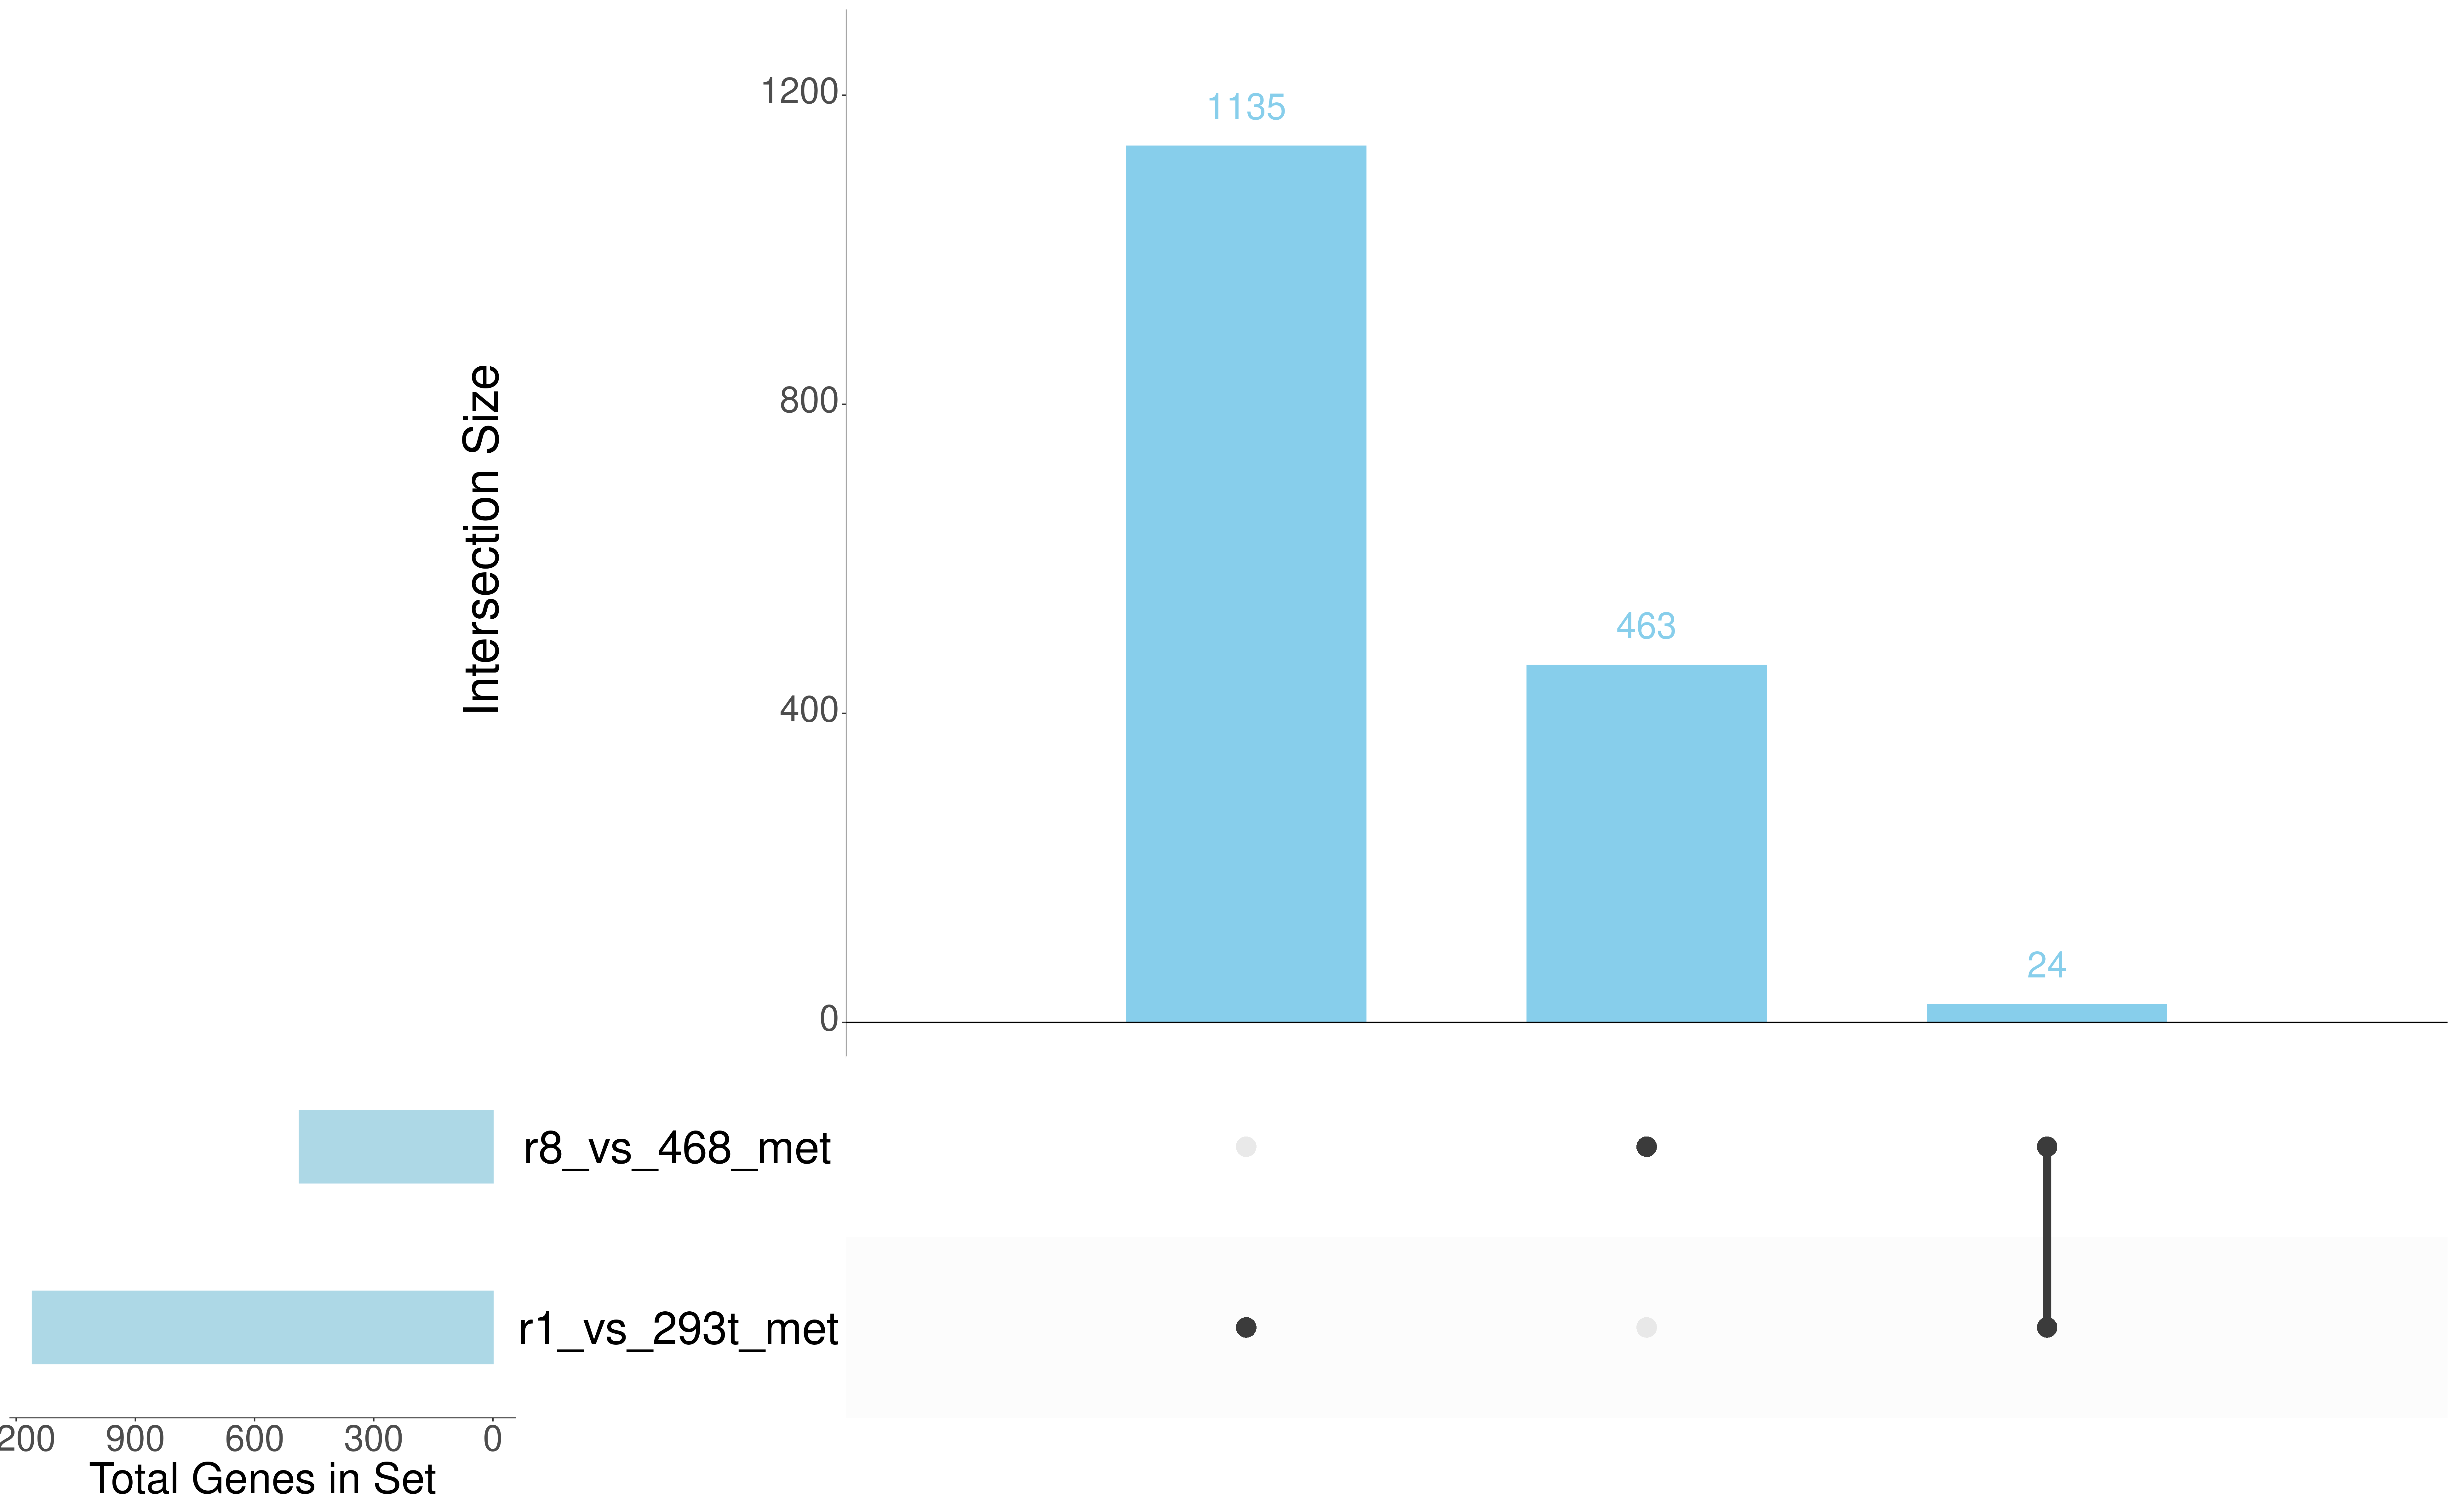 1200
1135
800
Intersection Size
463
400
24
0
r8_vs_468_met
r1_vs_293t_met
200 900 600 300 0
Total Genes in Set